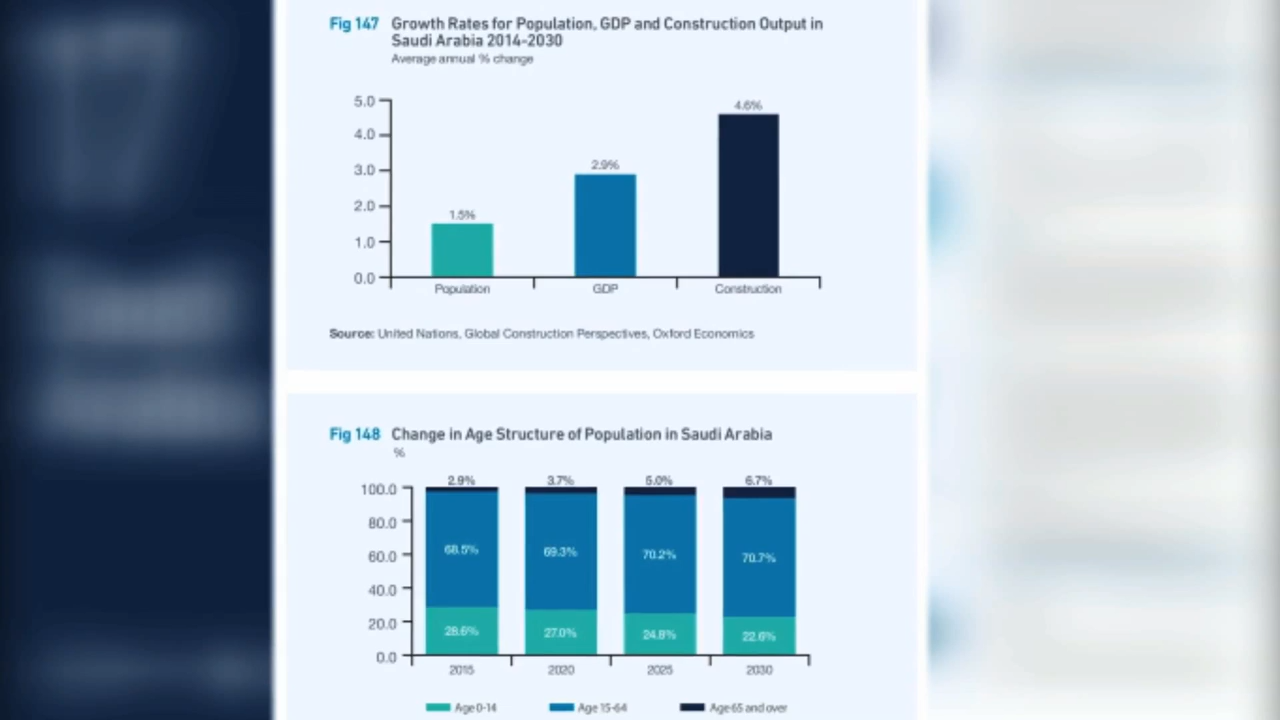 Fig 147 Growth Rates for Population, GDP and Construction Output in
Saudi Arabia 2014-2030
Average annual % change
5.0
4.0
3.0
2.0
1.0
0.0
1.5%
2.9%
4.6%
Population GDP Construction
Source: United Nations, Global Construction Perspectives, Oxford Economics
Fig 148 Change in Age Structure of Population in Saudi Arabia
%
2.9% 3.7% 5.0% 6.7%
100.0
80.0
60.0
40.0
20.0
0.0
68.5% 69.3% 70.2% 70.7%
28.6% 27.0% 24.8% 22.6%
2015 2020 2025 2030
Age 0-14 Age 15-64 Age 65 and over